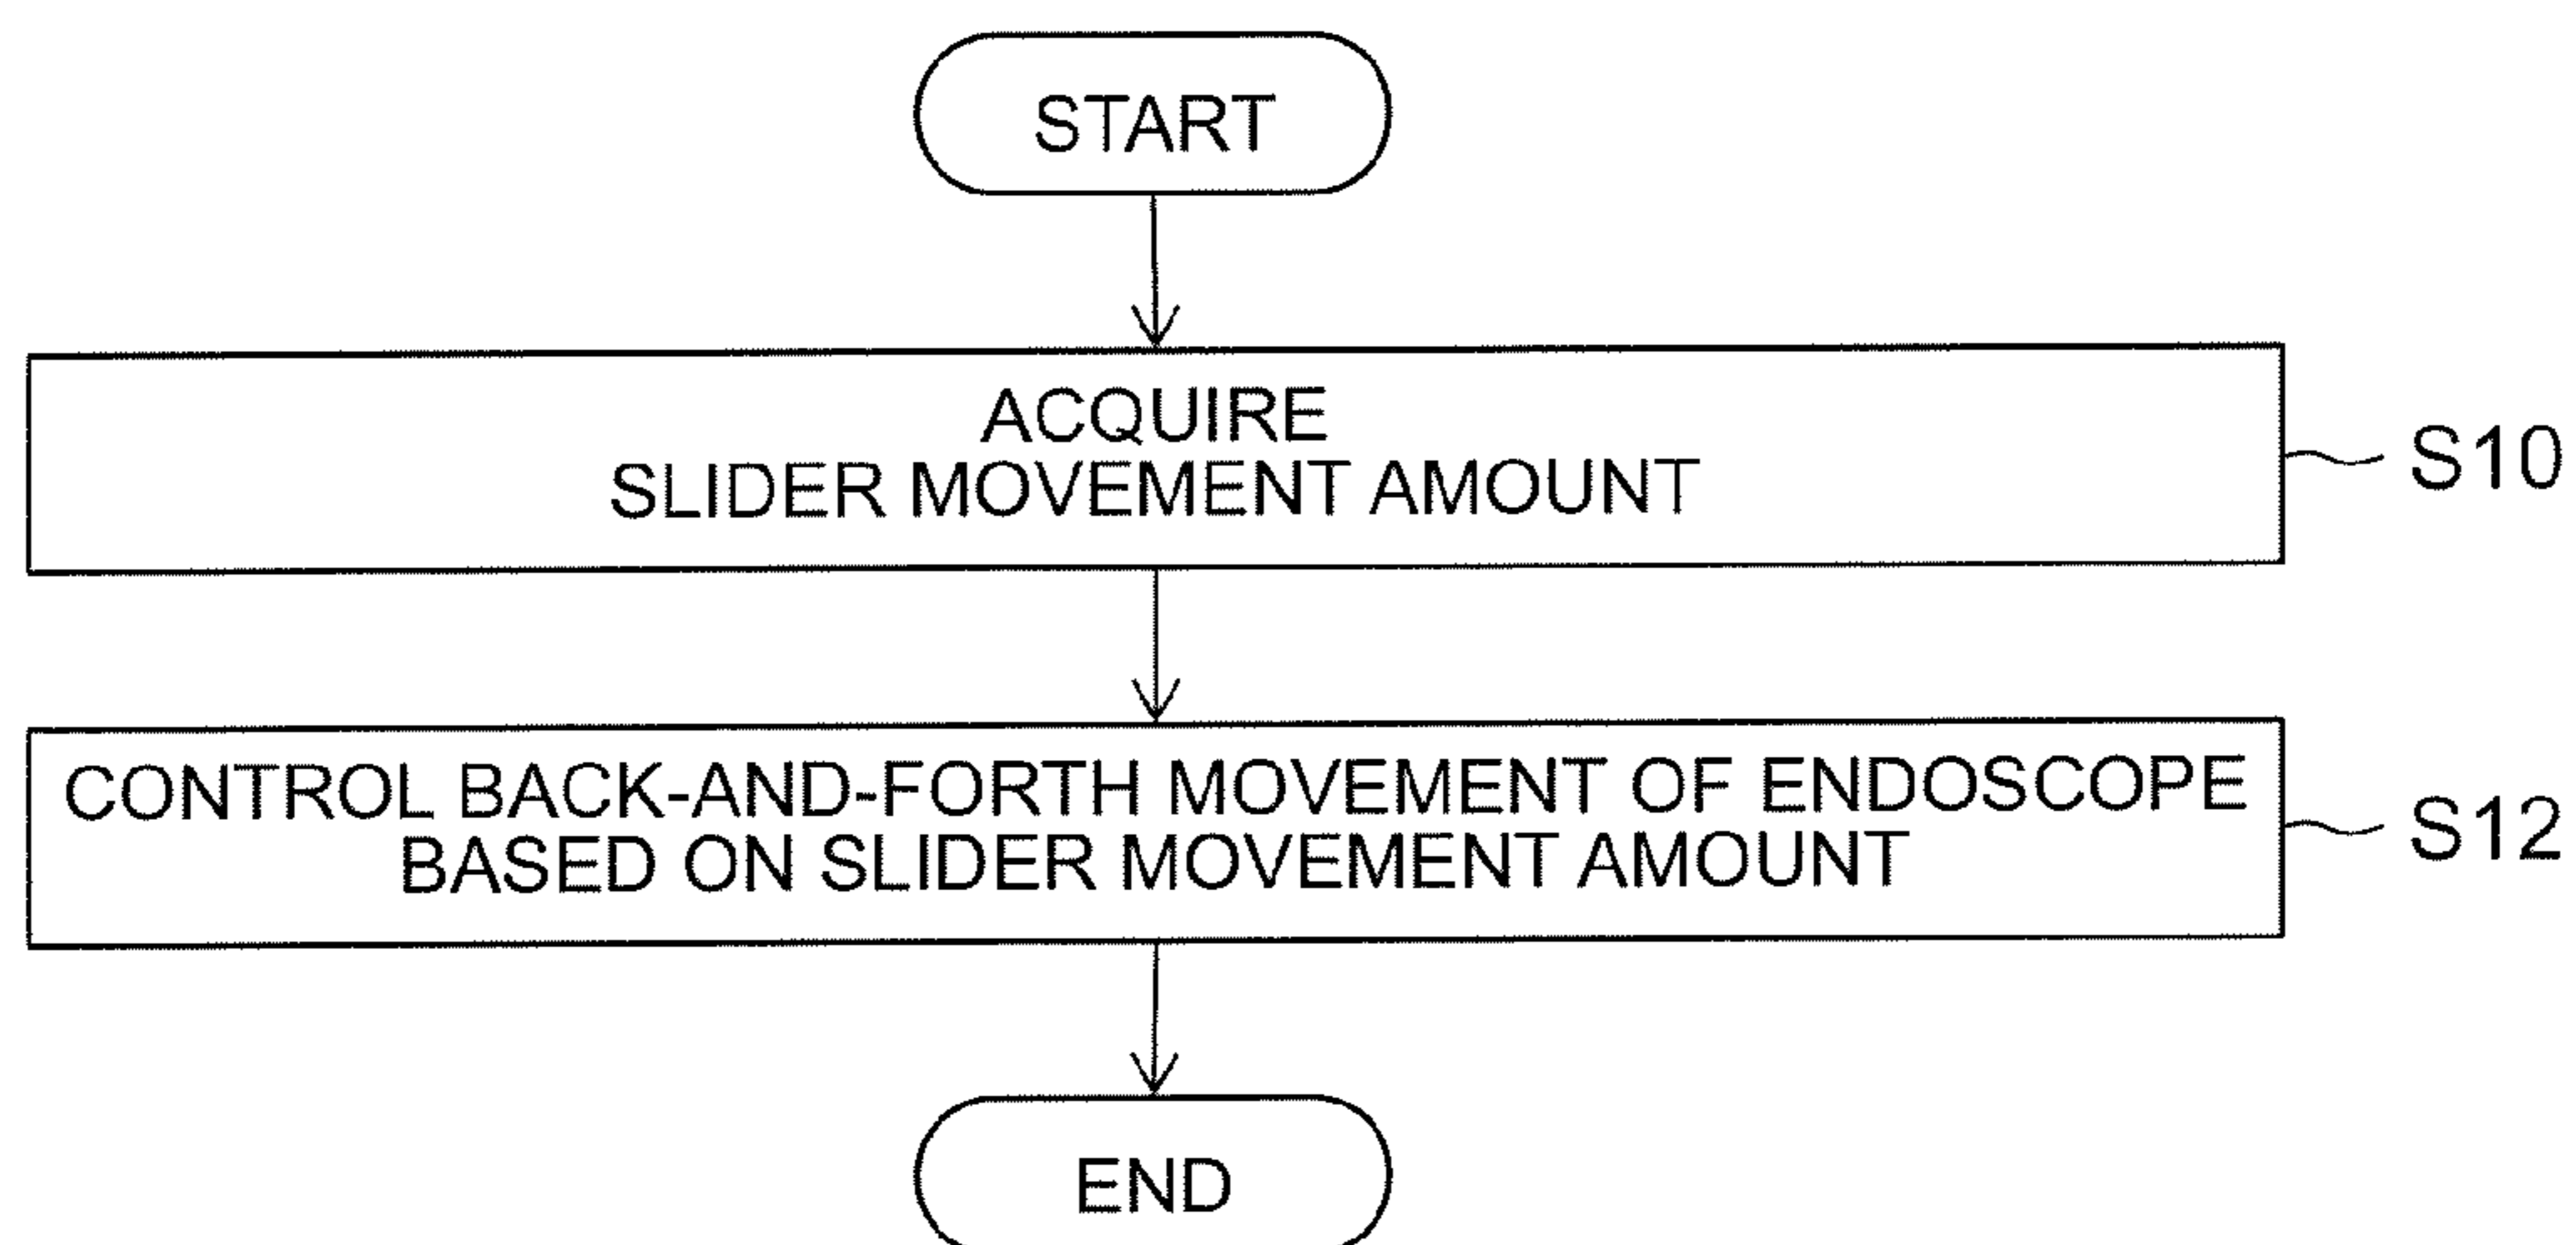 START
ACQUIRE
SLIDER MOVEMENT AMOUNT
S10
CONTROL BACK-AND-FORTH MOVEMENT OF ENDOSCOPE
BASED ON SLIDER MOVEMENT AMOUNT
S12
END